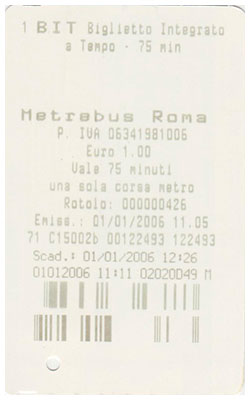 1 BIT Biglietto Integrato
a Tempo - 75 min
Metrebus Roma
P. IVA 06341981006
Euro 1.00
Vale 75 minuti
una sola corsa metro
Rotolo: 000000426
Emiss.: 01/01/2006 11.05
71 C15002b 00122493 122493
Scad.: 01/01/2006 12:26
01012006 11:11 02020049 M